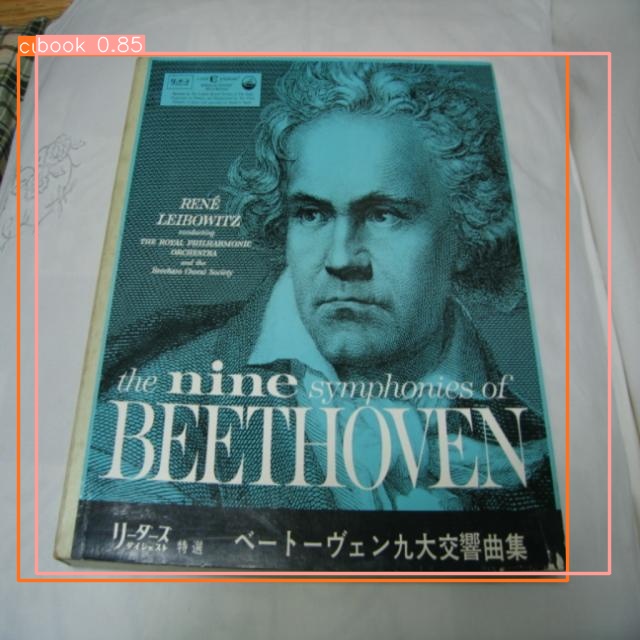 book 0.85
RENÉ
LEIBOWITZ
conducting
THE ROYAL PHILHARMONIC
ORCHESTRA
and the
Beecham Choral Society
the nine symphonies of
BEETHOVEN
リーダーズ
ダイジェスト 特選 ベートーヴェン九大交響曲集